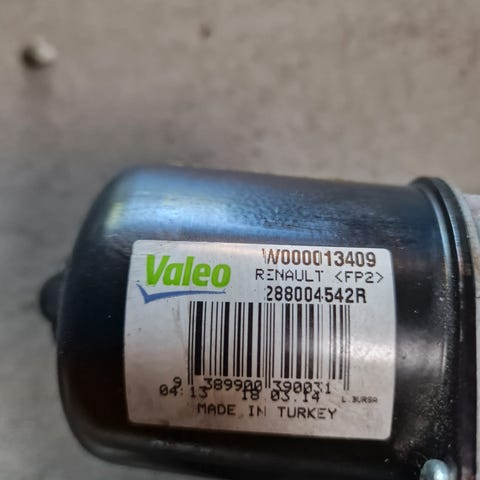 Valeo
W000013409
RENAULT <FP2>
288004542R
9 389900 390031
04:13 18.03.14
L.BURSA
MADE IN TURKEY